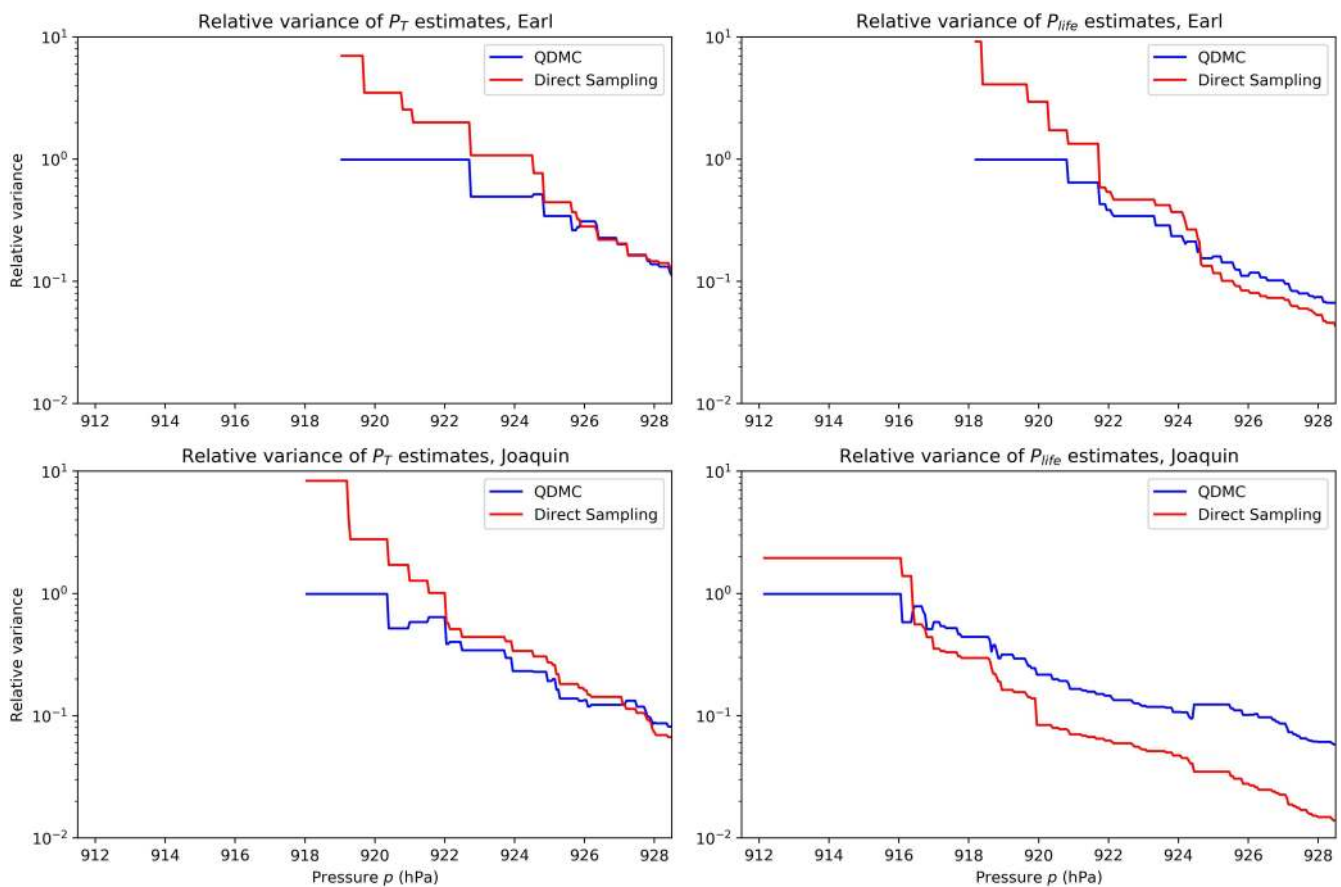 Relative variance of P_T estimates, Earl
Relative variance
10^1
10^0
10^-1
10^-2
QDMC
Direct Sampling
912 914 916 918 920 922 924 926 928
Relative variance of P_life estimates, Earl
10^1
10^0
10^-1
10^-2
QDMC
Direct Sampling
912 914 916 918 920 922 924 926 928
Relative variance of P_T estimates, Joaquin
Relative variance
10^1
10^0
10^-1
10^-2
QDMC
Direct Sampling
912 914 916 918 920 922 924 926 928
Pressure p (hPa)
Relative variance of P_life estimates, Joaquin
10^1
10^0
10^-1
10^-2
QDMC
Direct Sampling
912 914 916 918 920 922 924 926 928
Pressure p (hPa)